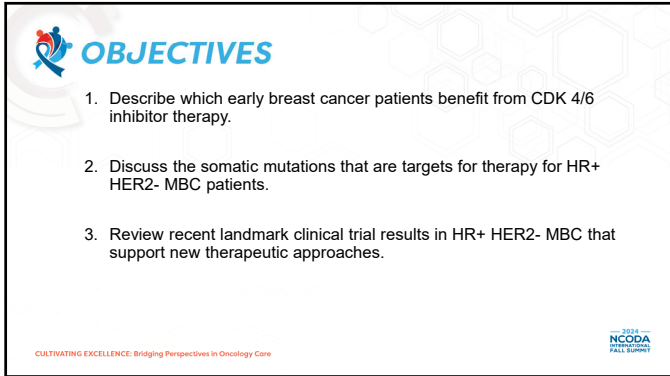 OBJECTIVES
1. Describe which early breast cancer patients benefit from CDK 4/6
inhibitor therapy.
2. Discuss the somatic mutations that are targets for therapy for HR+
HER2- MBC patients.
3. Review recent landmark clinical trial results in HR+ HER2- MBC that
support new therapeutic approaches.
CULTIVATING EXCELLENCE: Bridging Perspectives in Oncology Care
2024
NCODA
INTERNATIONAL
FALL SUMMIT